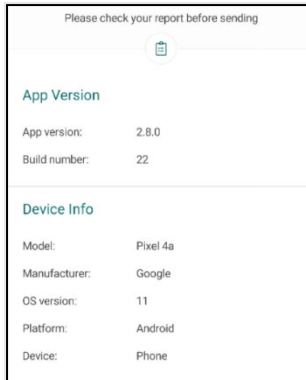 Please check your report before sending
App Version
App version: 2.8.0
Build number: 22
Device Info
Model: Pixel 4a
Manufacturer: Google
OS version: 11
Platform: Android
Device: Phone